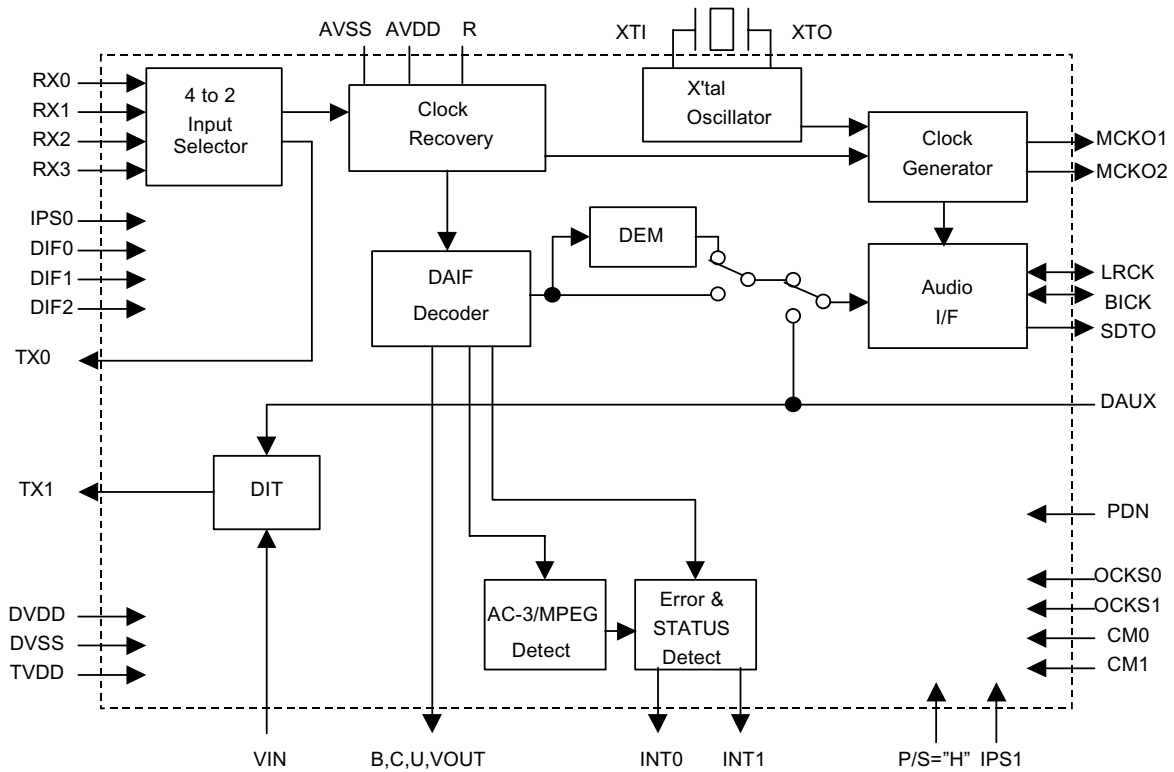 AVSS AVDD R
XTI XTO
RX0
RX1
RX2
RX3
4 to 2
Input
Selector
Clock
Recovery
X'tal
Oscillator
Clock
Generator
MCKO1
MCKO2
IPS0
DIF0
DIF1
DIF2
DEM
DAIF
Decoder
Audio
I/F
LRCK
BICK
SDTO
TX0
DAUX
TX1
DIT
PDN
AC-3/MPEG
Detect
Error &
STATUS
Detect
OCKS0
OCKS1
CM0
CM1
DVDD
DVSS
TVDD
VIN
B,C,U,VOUT
INT0
INT1
P/S="H"
IPS1